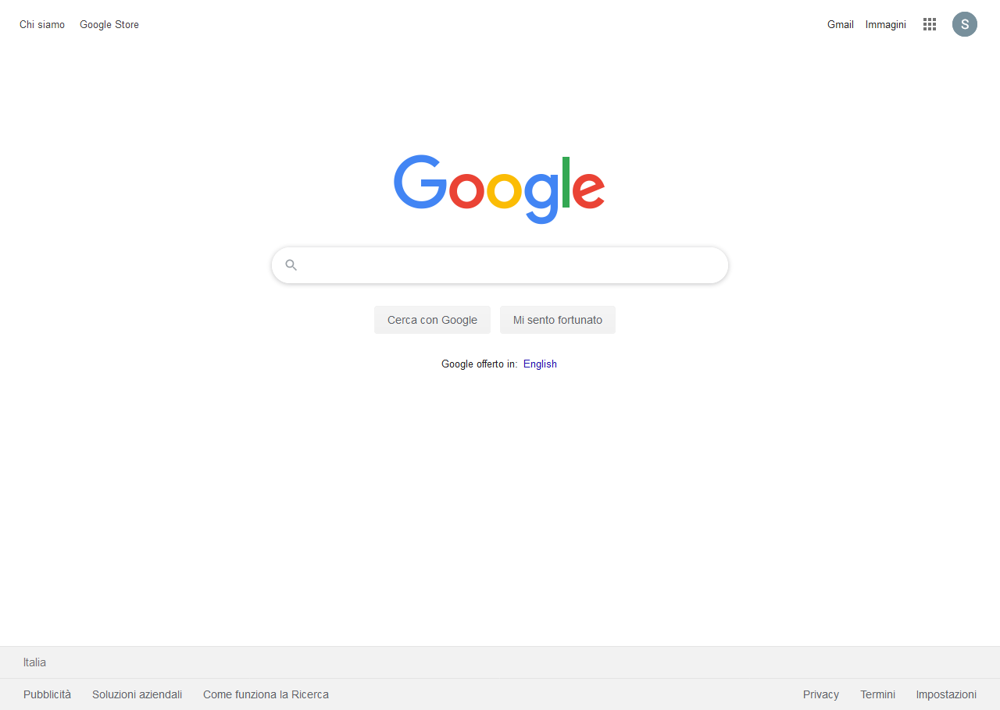 Chi siamo Google Store Gmail Immagini S
Google
Cerca con Google Mi sento fortunato
Google offerto in: English
Italia
Pubblicità Soluzioni aziendali Come funziona la Ricerca Privacy Termini Impostazioni